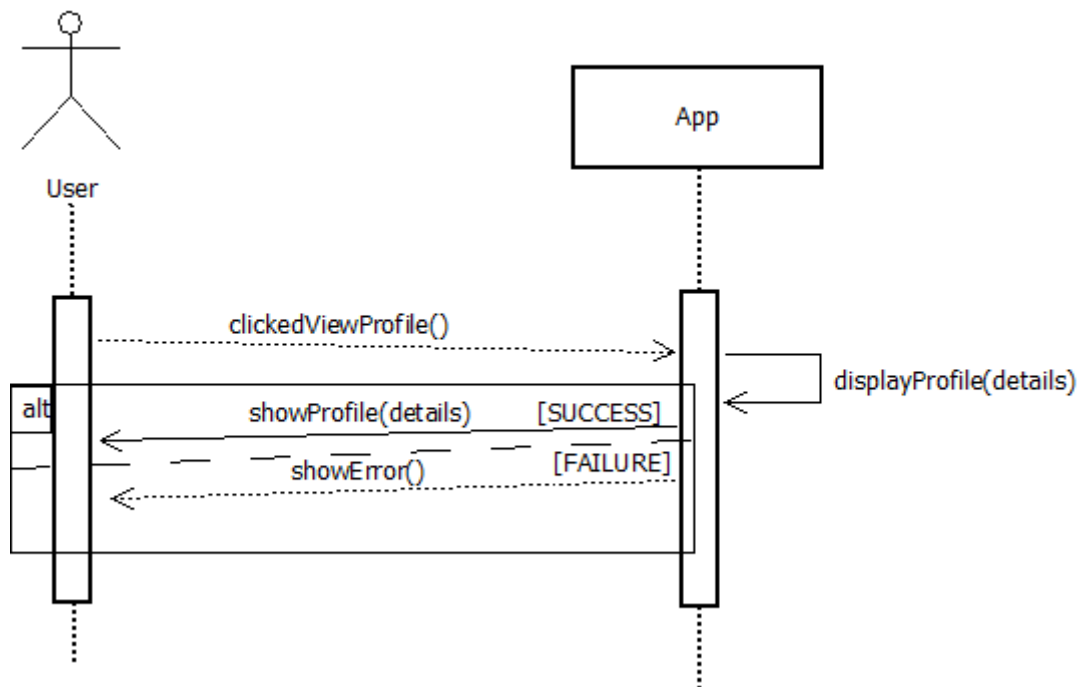 App
User
clickedViewProfile()
displayProfile(details)
alt
showProfile(details)
[SUCCESS]
[FAILURE]
showError()